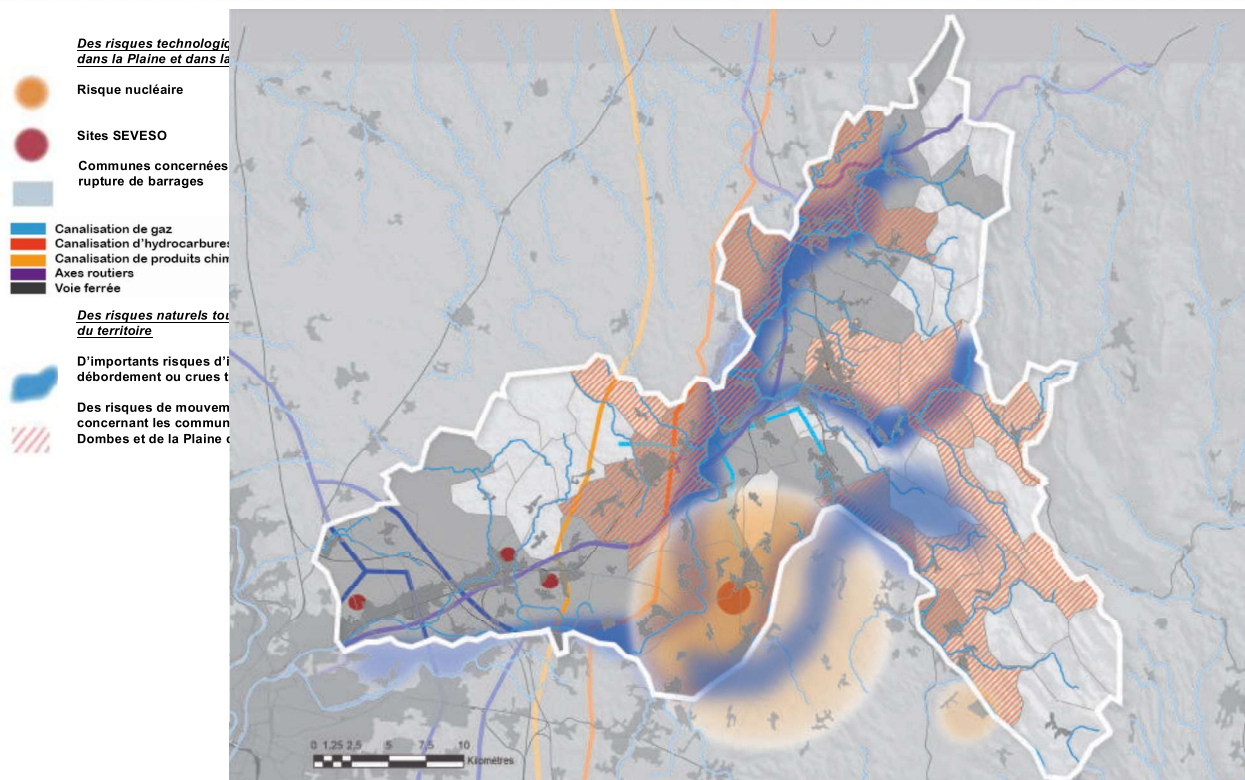 Des risques technologiq
dans la Plaine et dans la
Risque nucléaire
Sites SEVESO
Communes concernées
rupture de barrages
Canalisation de gaz
Canalisation d'hydrocarbures
Canalisation de produits chim
Axes routiers
Voie ferrée
Des risques naturels tou
du territoire
D'importants risques d'i
débordement ou crues t
Des risques de mouvem
concernant les commun
Dombes et de la Plaine d
0 1,25 2,5 5 7,5 10
Kilomètres